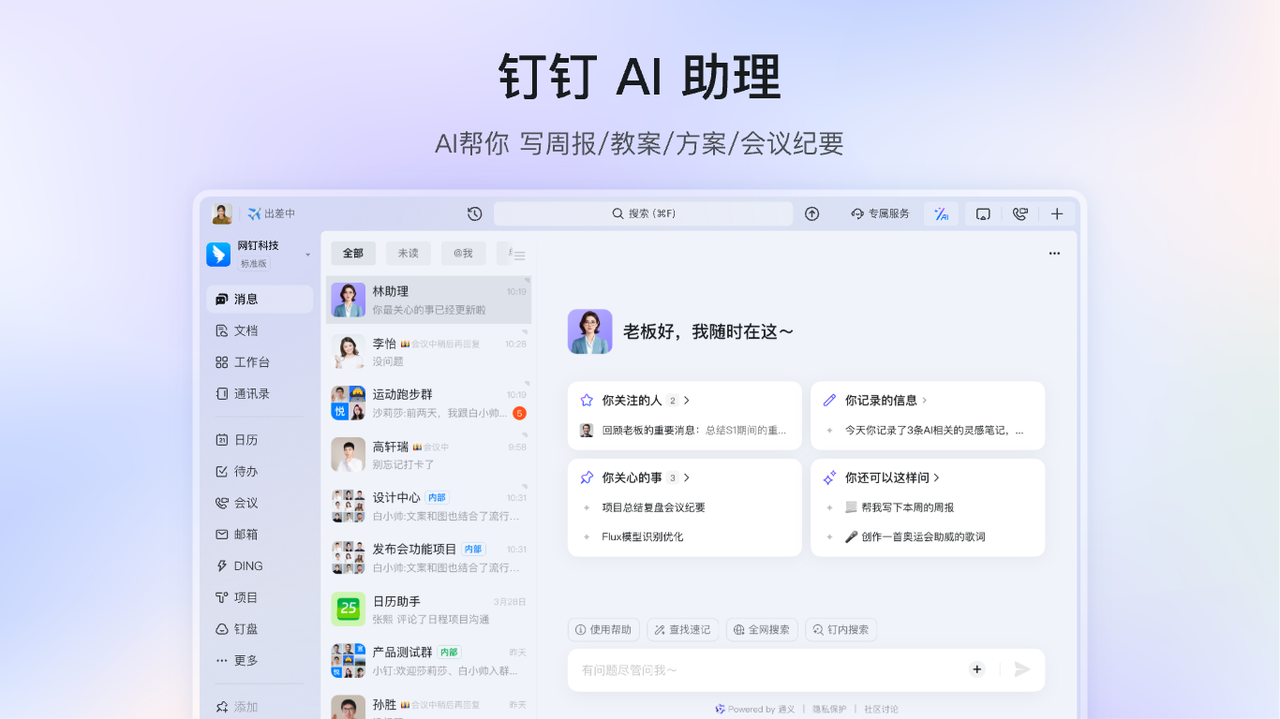 钉钉 AI 助理
AI帮你 写周报/教案/方案/会议纪要
出差中
搜索 (⌘F)
专属服务
AI
网钉科技
标准版
消息
文档
工作台
通讯录
日历
待办
会议
邮箱
DING
项目
钉盘
更多
添加
全部
未读
@我
林助理
10:19
你最关心的事已经更新啦
李怡
会议中稍后再回复
10:28
没问题
运动跑步群
10:19
悦
沙莉莎:前两天，我跟白小帅...
5
高轩瑞
会议中
9:58
别忘记打卡了
设计中心
内部
10:31
白小帅:文案和图也结合了流行...
发布会功能项目
内部
10:31
白小帅:文案和图也结合了流行...
25
日历助手
3月28日
张熙 评论了日程项目沟通
产品测试群
内部
昨天
悦
小钉:欢迎莎莉莎、白小帅入群...
孙胜
会议中稍后再回复
昨天
老板好，我随时在这～
你关注的人 2
回顾老板的重要消息：总结S1期间的重...
你记录的信息
今天你记录了3条AI相关的灵感笔记，...
你关心的事 3
项目总结复盘会议纪要
Flux模型识别优化
你还可以这样问
帮我写下本周的周报
创作一首奥运会助威的歌词
使用帮助
查找速记
全网搜索
钉内搜索
有问题尽管问我～
Powered by 通义 | 隐私保护 | 社区讨论